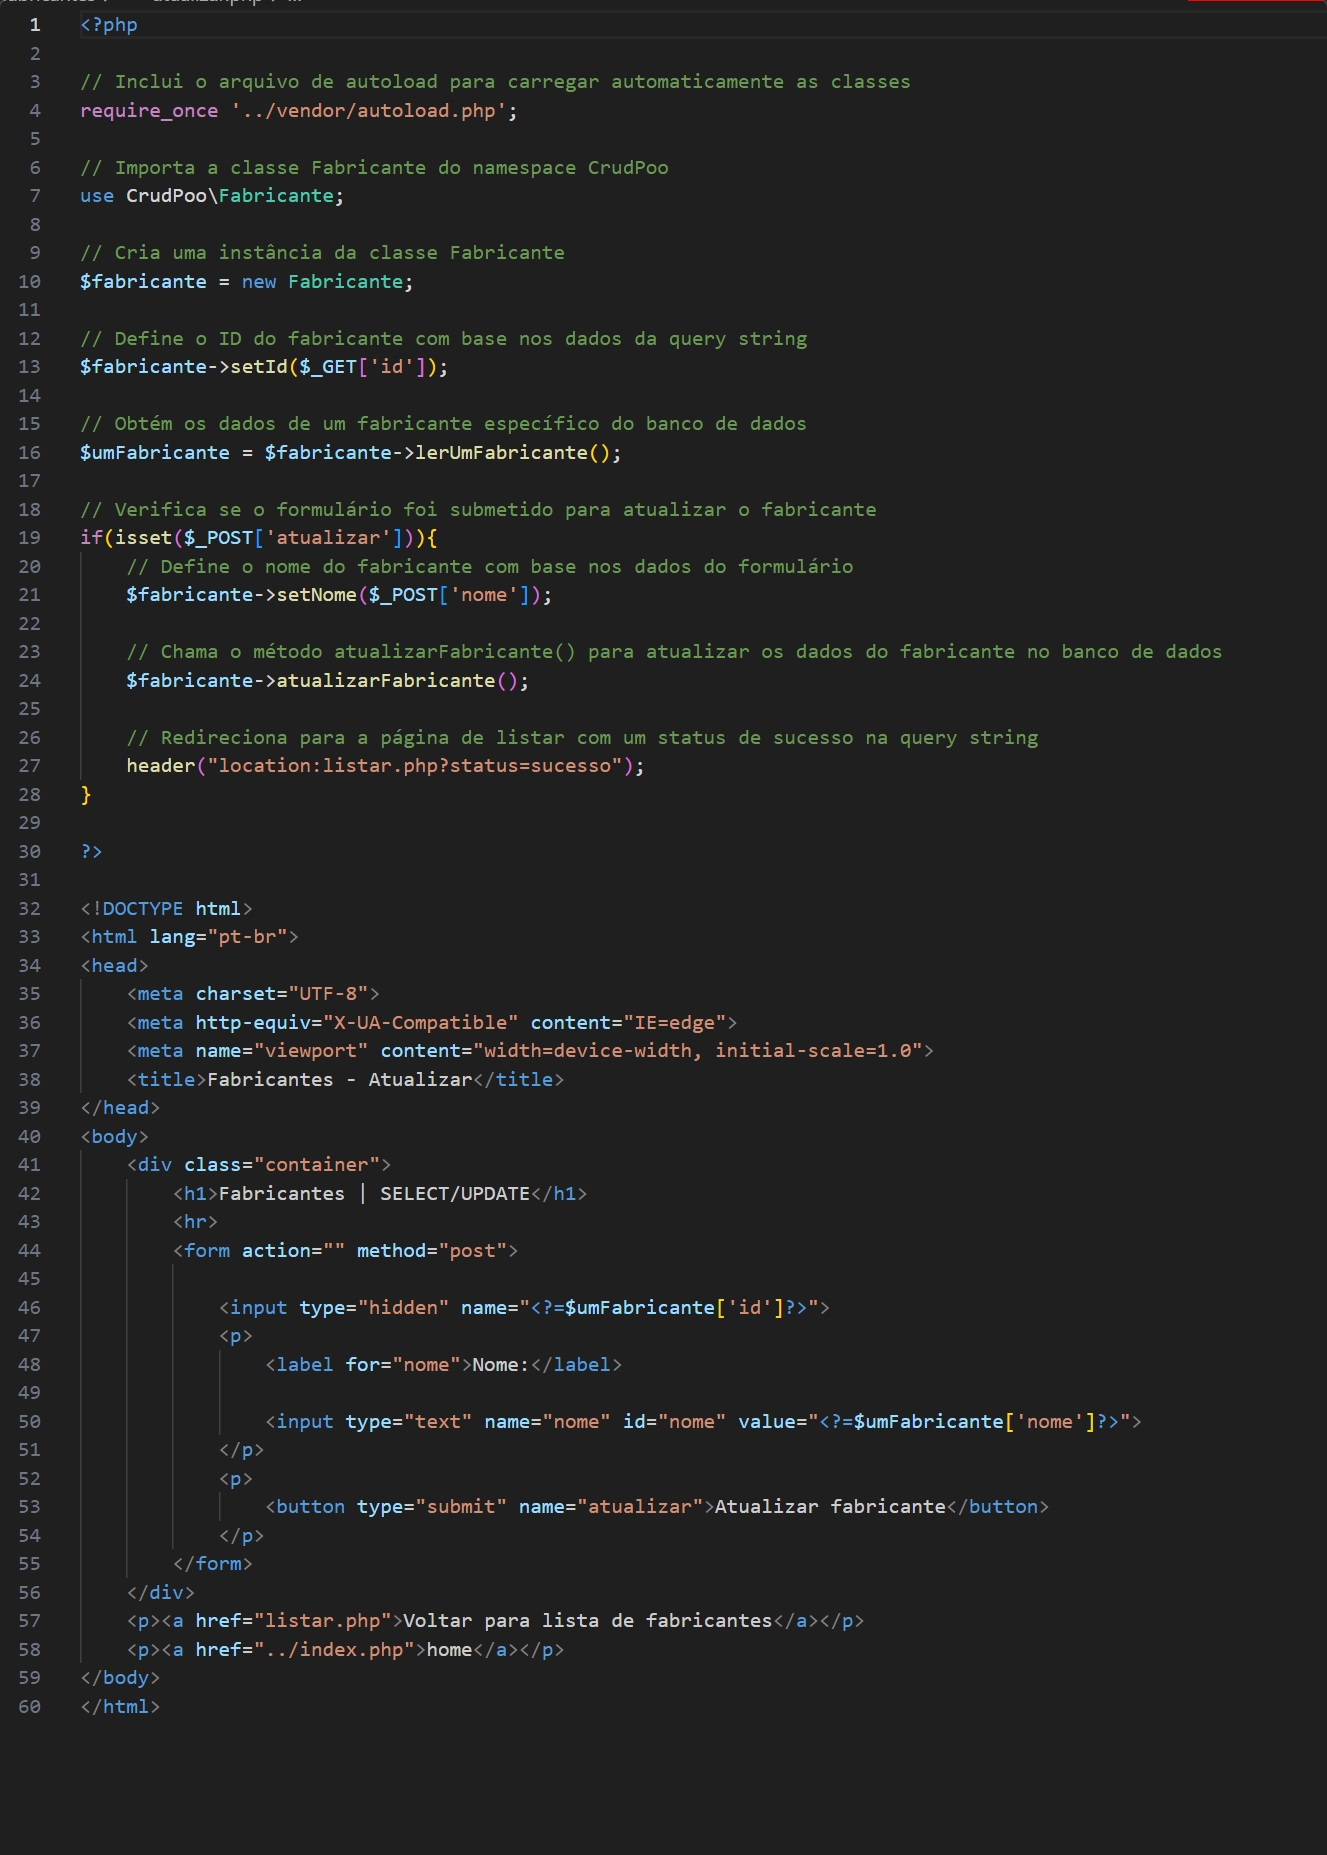 1 <?php
2
3 // Inclui o arquivo de autoload para carregar automaticamente as classes
4 require_once '../vendor/autoload.php';
5
6 // Importa a classe Fabricante do namespace CrudPoo
7 use CrudPoo\Fabricante;
8
9 // Cria uma instância da classe Fabricante
10 $fabricante = new Fabricante;
11
12 // Define o ID do fabricante com base nos dados da query string
13 $fabricante->setId($_GET['id']);
14
15 // Obtém os dados de um fabricante específico do banco de dados
16 $umFabricante = $fabricante->lerUmFabricante();
17
18 // Verifica se o formulário foi submetido para atualizar o fabricante
19 if(isset($_POST['atualizar'])){
20     // Define o nome do fabricante com base nos dados do formulário
21     $fabricante->setNome($_POST['nome']);
22
23     // Chama o método atualizarFabricante() para atualizar os dados do fabricante no banco de dados
24     $fabricante->atualizarFabricante();
25
26     // Redireciona para a página de listar com um status de sucesso na query string
27     header("location:listar.php?status=sucesso");
28 }
29
30 ?>
31
32 <!DOCTYPE html>
33 <html lang="pt-br">
34 <head>
35     <meta charset="UTF-8">
36     <meta http-equiv="X-UA-Compatible" content="IE=edge">
37     <meta name="viewport" content="width=device-width, initial-scale=1.0">
38     <title>Fabricantes - Atualizar</title>
39 </head>
40 <body>
41     <div class="container">
42         <h1>Fabricantes | SELECT/UPDATE</h1>
43         <hr>
44         <form action="" method="post">
45
46             <input type="hidden" name="<?=$umFabricante['id']?>">
47             <p>
48                 <label for="nome">Nome:</label>
49
50                 <input type="text" name="nome" id="nome" value="<?=$umFabricante['nome']?>">
51             </p>
52             <p>
53                 <button type="submit" name="atualizar">Atualizar fabricante</button>
54             </p>
55         </form>
56     </div>
57     <p><a href="listar.php">Voltar para lista de fabricantes</a></p>
58     <p><a href="../index.php">home</a></p>
59 </body>
60 </html>